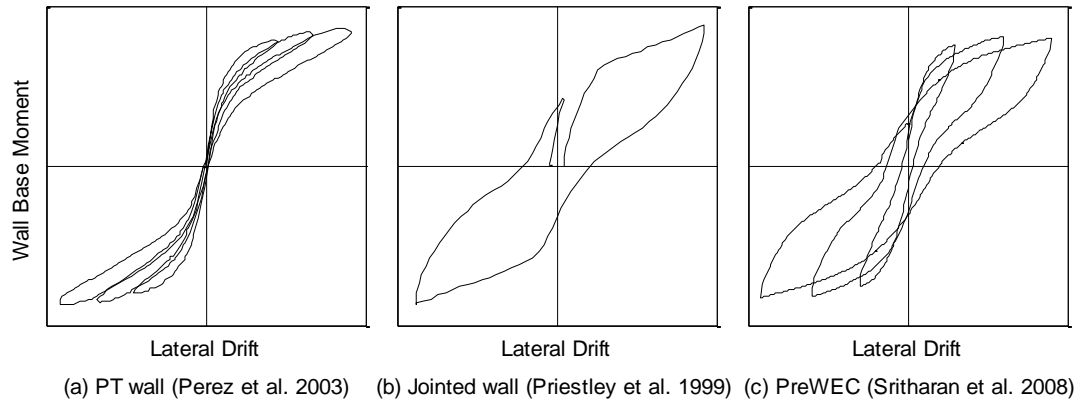 Wall Base Moment
Lateral Drift
Lateral Drift
Lateral Drift
(a) PT wall (Perez et al. 2003)
(b) Jointed wall (Priestley et al. 1999)
(c) PreWEC (Sritharan et al. 2008)